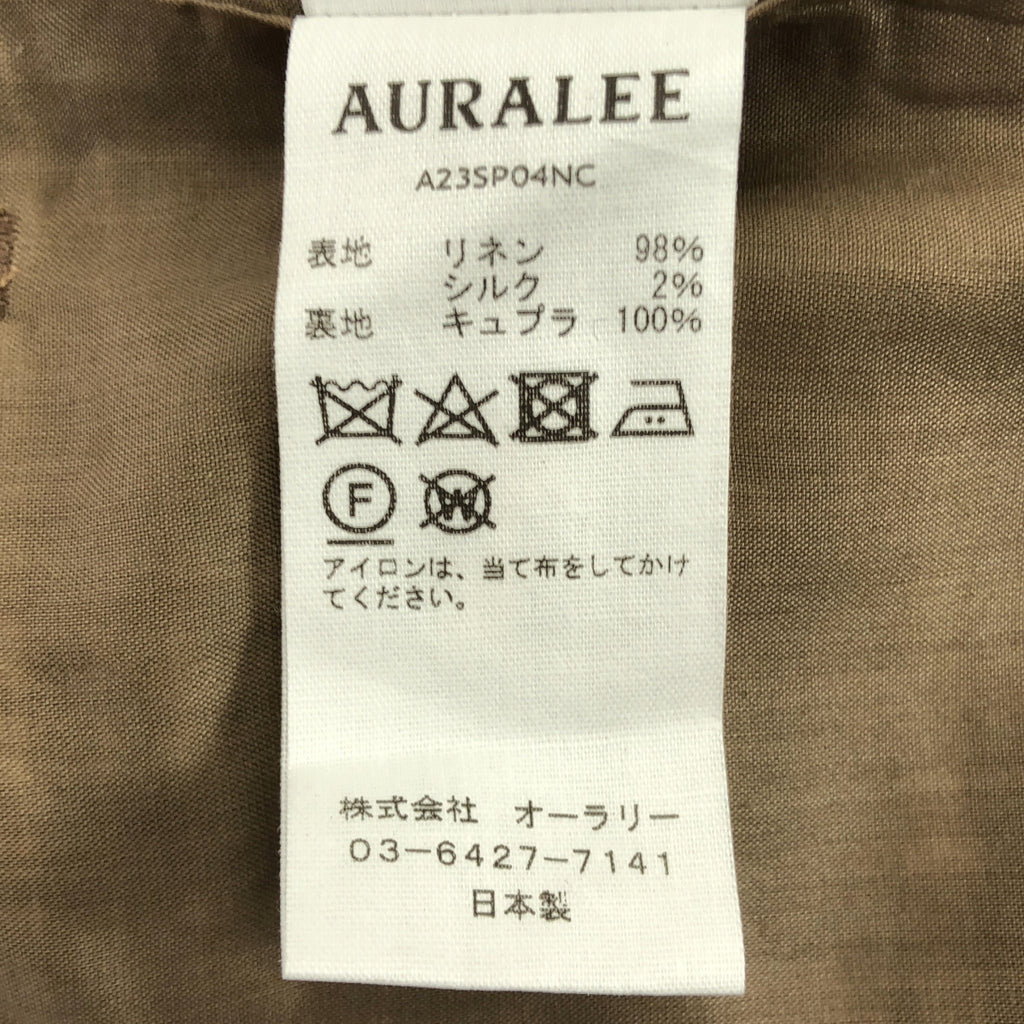 AURALEE
A23SP04NC
表地 リネン 98%
シルク 2%
裏地 キュプラ 100%
F W
アイロンは、当て布をしてかけ
てください。
株式会社 オーラリー
03-6427-7141
日本製